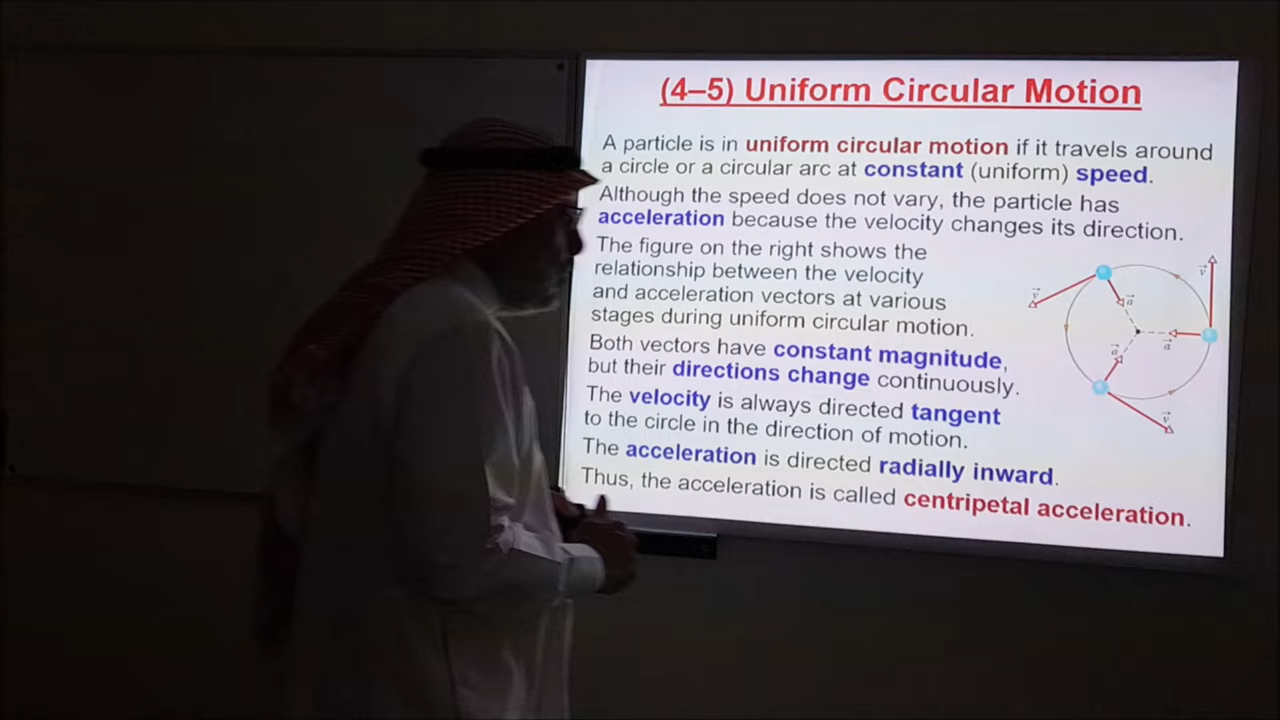 (4–5) Uniform Circular Motion
A particle is in uniform circular motion if it travels around
a circle or a circular arc at constant (uniform) speed.
Although the speed does not vary, the particle has
acceleration because the velocity changes its direction.
The figure on the right shows the
relationship between the velocity
and acceleration vectors at various
stages during uniform circular motion.
Both vectors have constant magnitude,
but their directions change continuously.
The velocity is always directed tangent
to the circle in the direction of motion.
The acceleration is directed radially inward.
Thus, the acceleration is called centripetal acceleration.
v
v
a
a
a
v